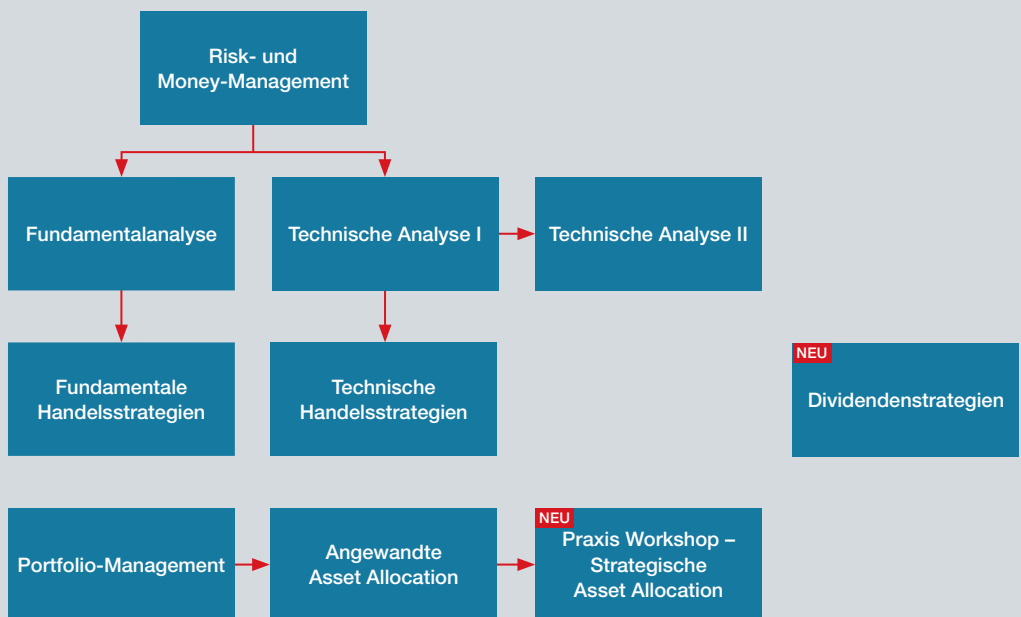 Risk- und
Money-Management
Fundamentalanalyse
Technische Analyse I
Technische Analyse II
Fundamentale
Handelsstrategien
Technische
Handelsstrategien
NEU
Dividendenstrategien
Portfolio-Management
Angewandte
Asset Allocation
NEU
Praxis Workshop –
Strategische
Asset Allocation